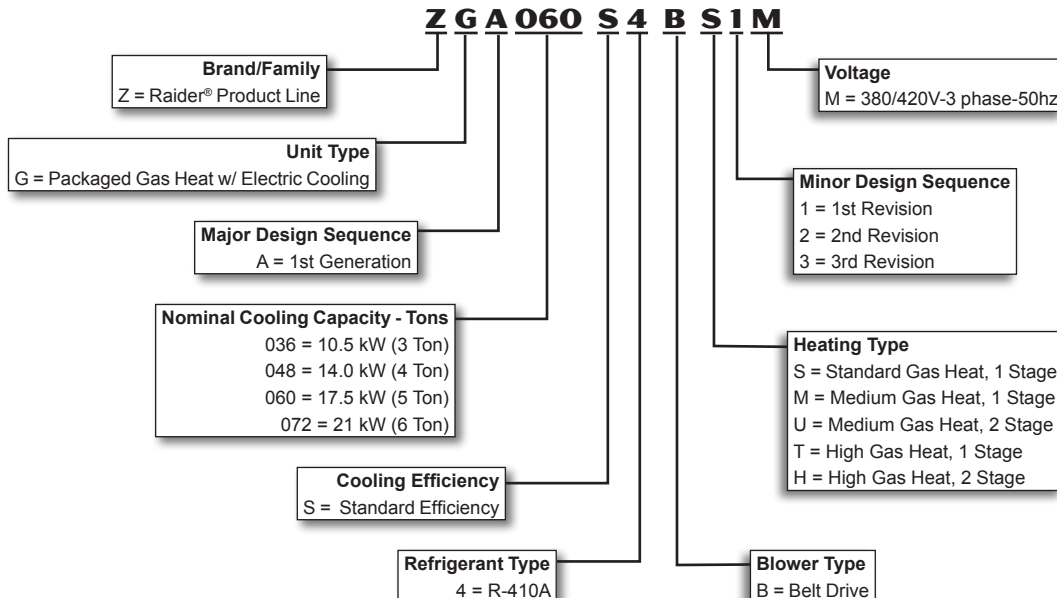 Z G A 060 S 4 B S 1 M
Brand/Family
Z = Raider® Product Line
Unit Type
G = Packaged Gas Heat w/ Electric Cooling
Major Design Sequence
A = 1st Generation
Nominal Cooling Capacity - Tons
036 = 10.5 kW (3 Ton)
048 = 14.0 kW (4 Ton)
060 = 17.5 kW (5 Ton)
072 = 21 kW (6 Ton)
Cooling Efficiency
S = Standard Efficiency
Refrigerant Type
4 = R-410A
Voltage
M = 380/420V-3 phase-50hz
Minor Design Sequence
1 = 1st Revision
2 = 2nd Revision
3 = 3rd Revision
Heating Type
S = Standard Gas Heat, 1 Stage
M = Medium Gas Heat, 1 Stage
U = Medium Gas Heat, 2 Stage
T = High Gas Heat, 1 Stage
H = High Gas Heat, 2 Stage
Blower Type
B = Belt Drive